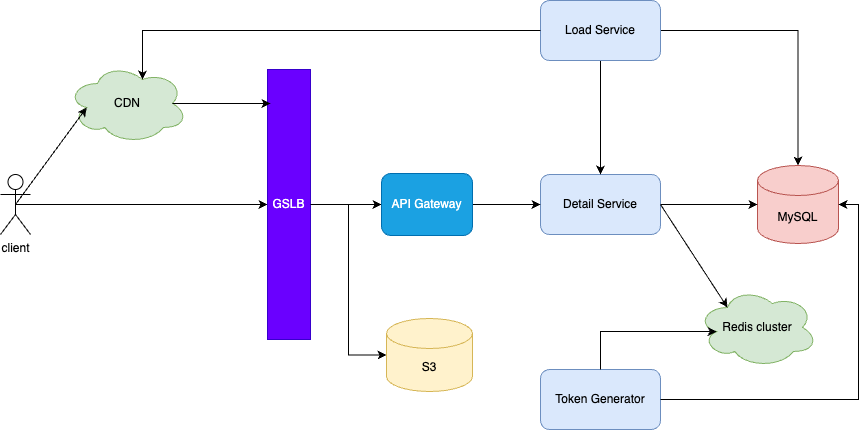 Load Service
CDN
client
GSLB
API Gateway
Detail Service
MySQL
Redis cluster
S3
Token Generator